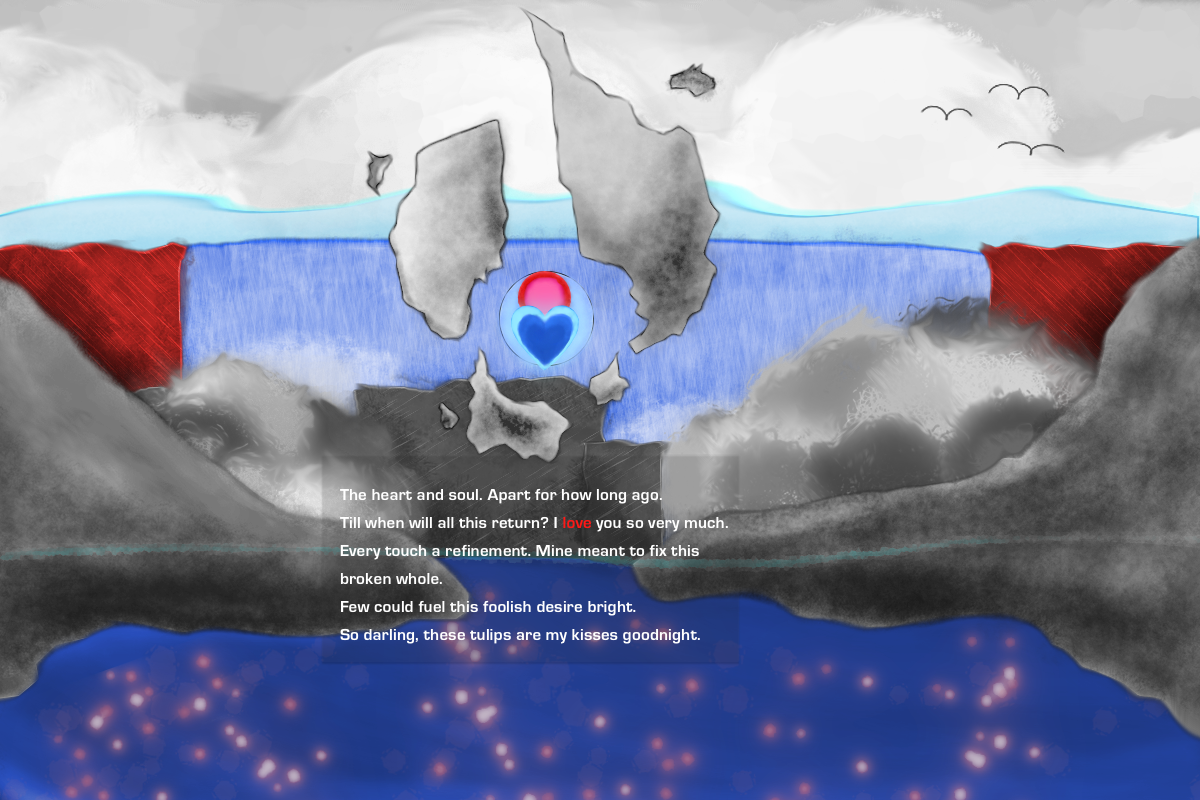 The heart and soul. Apart for how long ago.
Till when will all this return? I love you so very much.
Every touch a refinement. Mine meant to fix this
broken whole.
Few could fuel this foolish desire bright.
So darling, these tulips are my kisses goodnight.